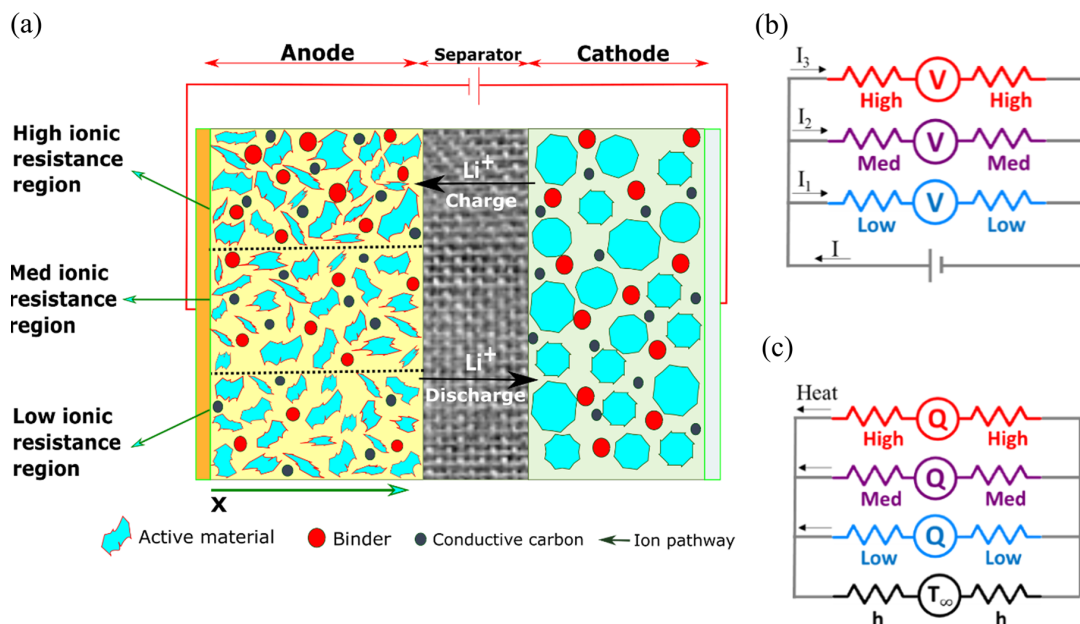 (a)
Anode
Separator
Cathode
High ionic
resistance
region
Li+
Charge
Med ionic
resistance
region
Li+
Discharge
Low ionic
resistance
region
X
Active material
Binder
Conductive carbon
Ion pathway
(b)
I3
V
High
High
I2
V
Med
Med
I1
V
Low
Low
I
(c)
Heat
Q
High
High
Q
Med
Med
Q
Low
Low
T∞
h
h